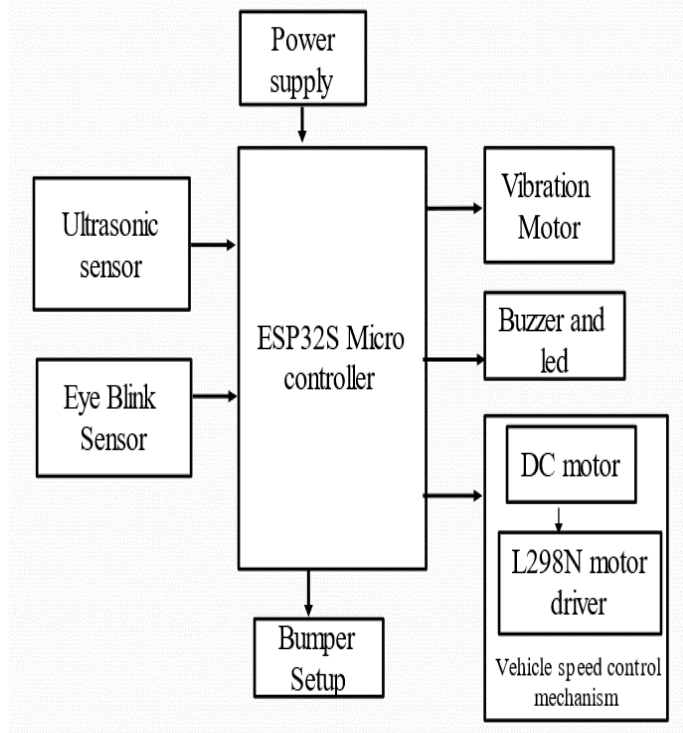 Power
supply
Ultrasonic
sensor
Eye Blink
Sensor
ESP32S Micro
controller
Vibration
Motor
Buzzer and
led
DC motor
L298N motor
driver
Vehicle speed control
mechanism
Bumper
Setup